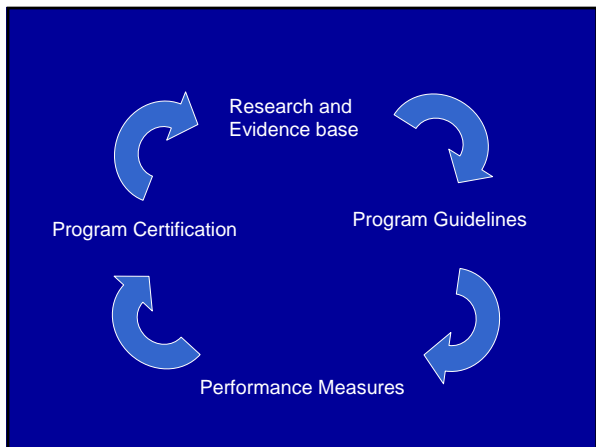 Research and
Evidence base
Program Certification
Program Guidelines
Performance Measures